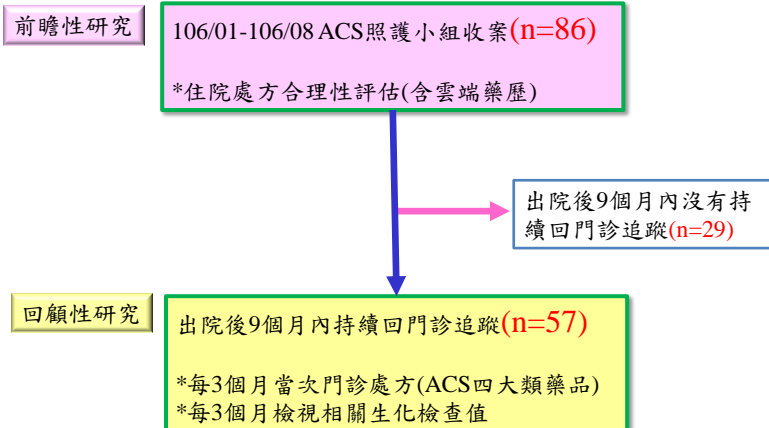 前瞻性研究
106/01-106/08 ACS照護小組收案(n=86)
*住院處方合理性評估(含雲端藥歷)
出院後9個月內沒有持
續回門診追蹤(n=29)
回顧性研究
出院後9個月內持續回門診追蹤(n=57)
*每3個月當次門診處方(ACS四大類藥品)
*每3個月檢視相關生化檢查值